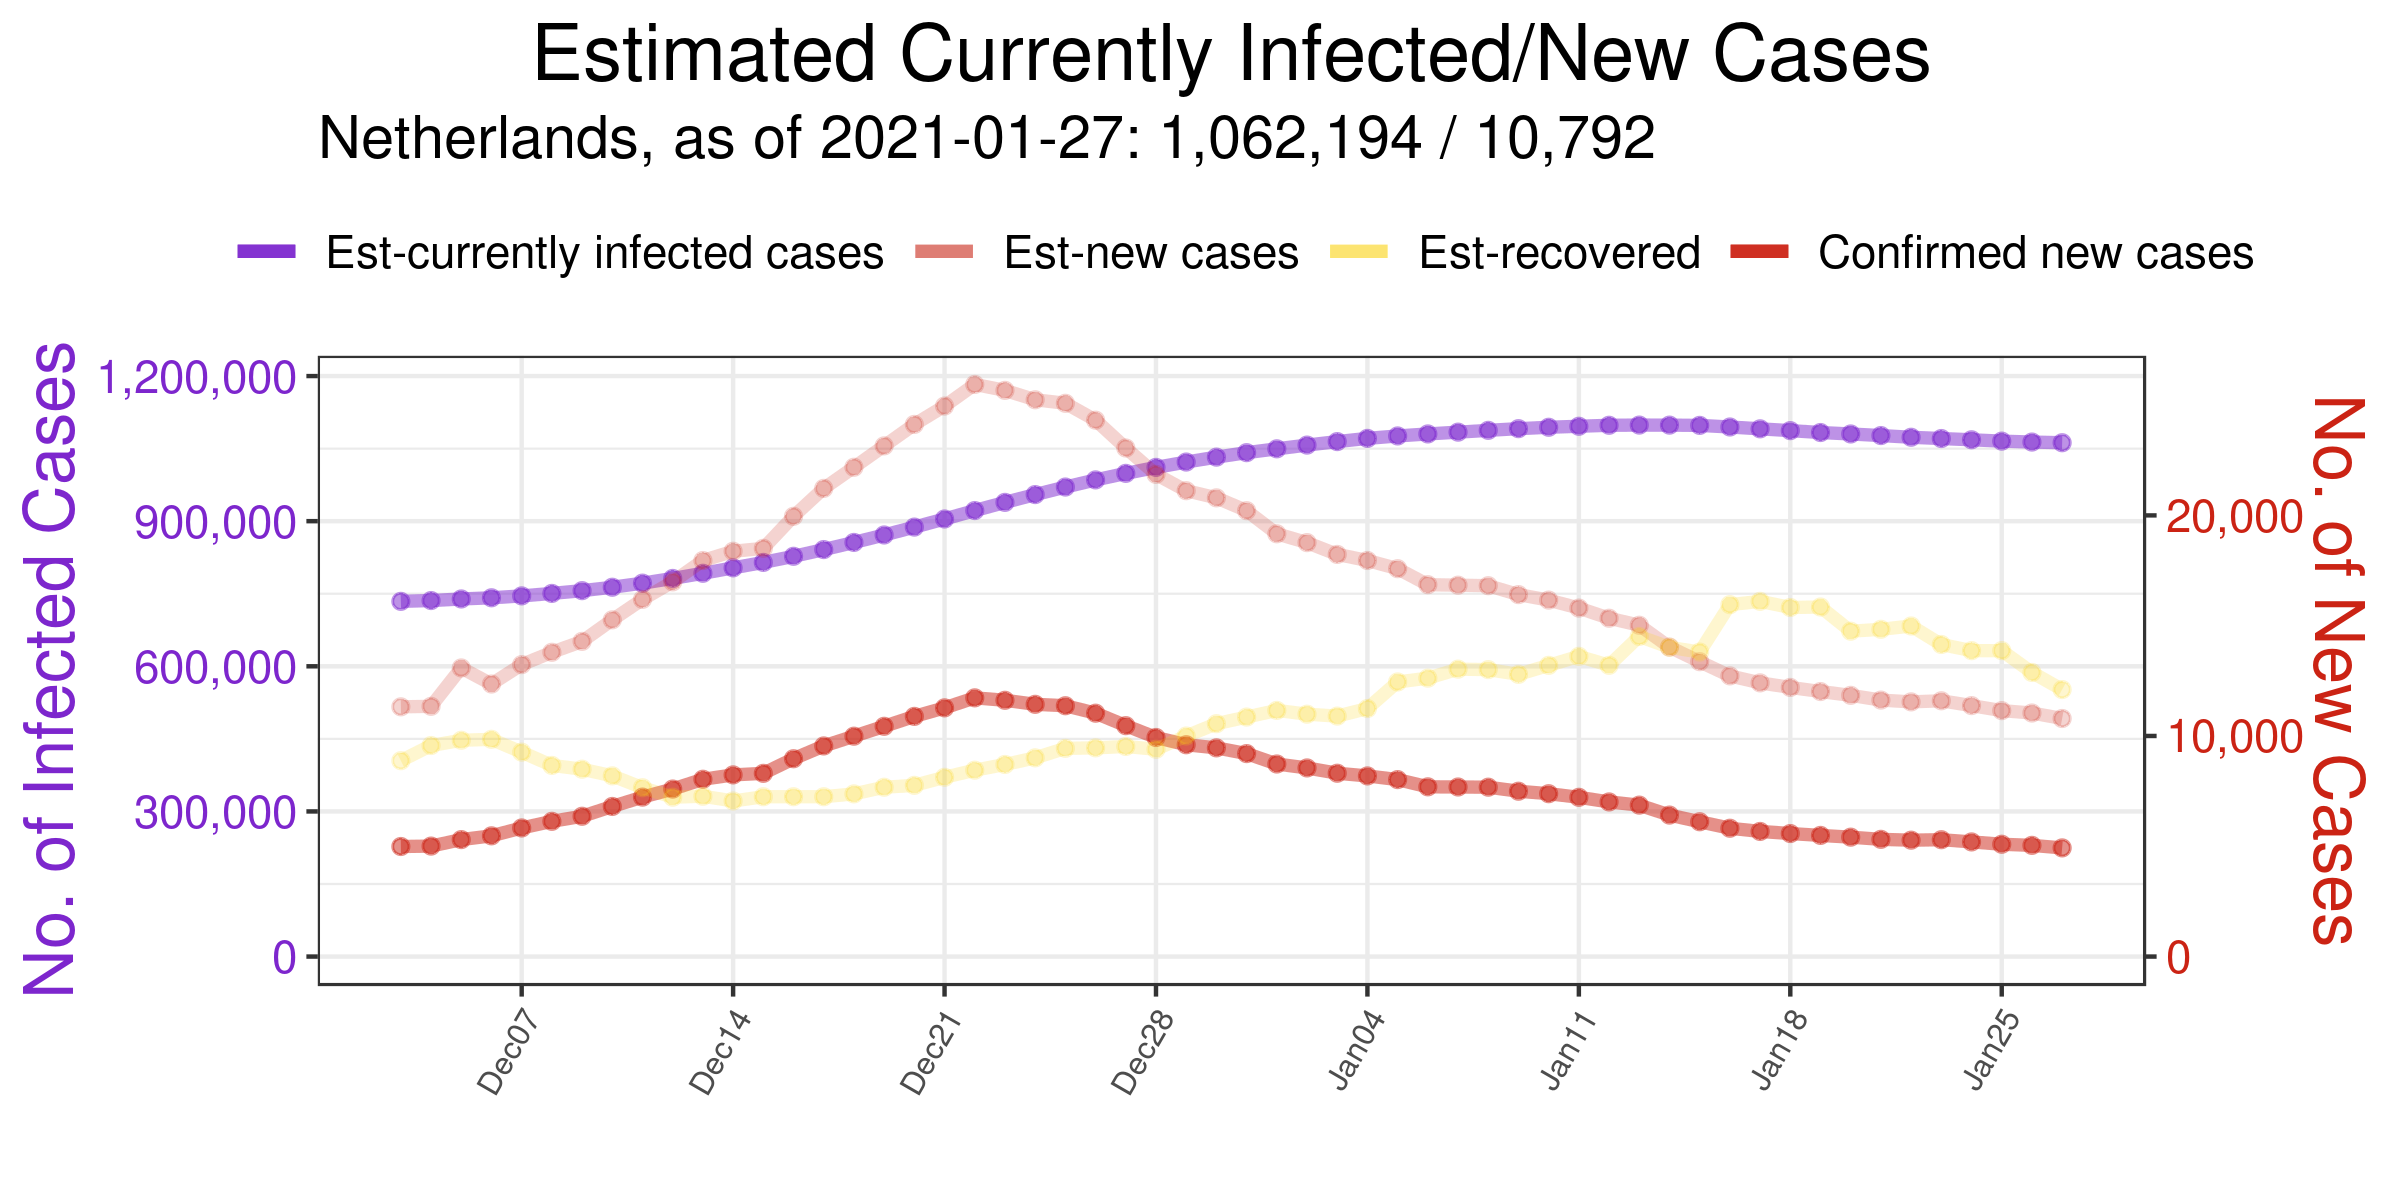 Estimated Currently Infected/New Cases
Netherlands, as of 2021-01-27: 1,062,194 / 10,792
Est-currently infected cases Est-new cases Est-recovered Confirmed new cases
No. of Infected Cases
1,200,000
900,000
600,000
300,000
0
20,000
10,000
0
No. of New Cases
Dec07 Dec14 Dec21 Dec28 Jan04 Jan11 Jan18 Jan25